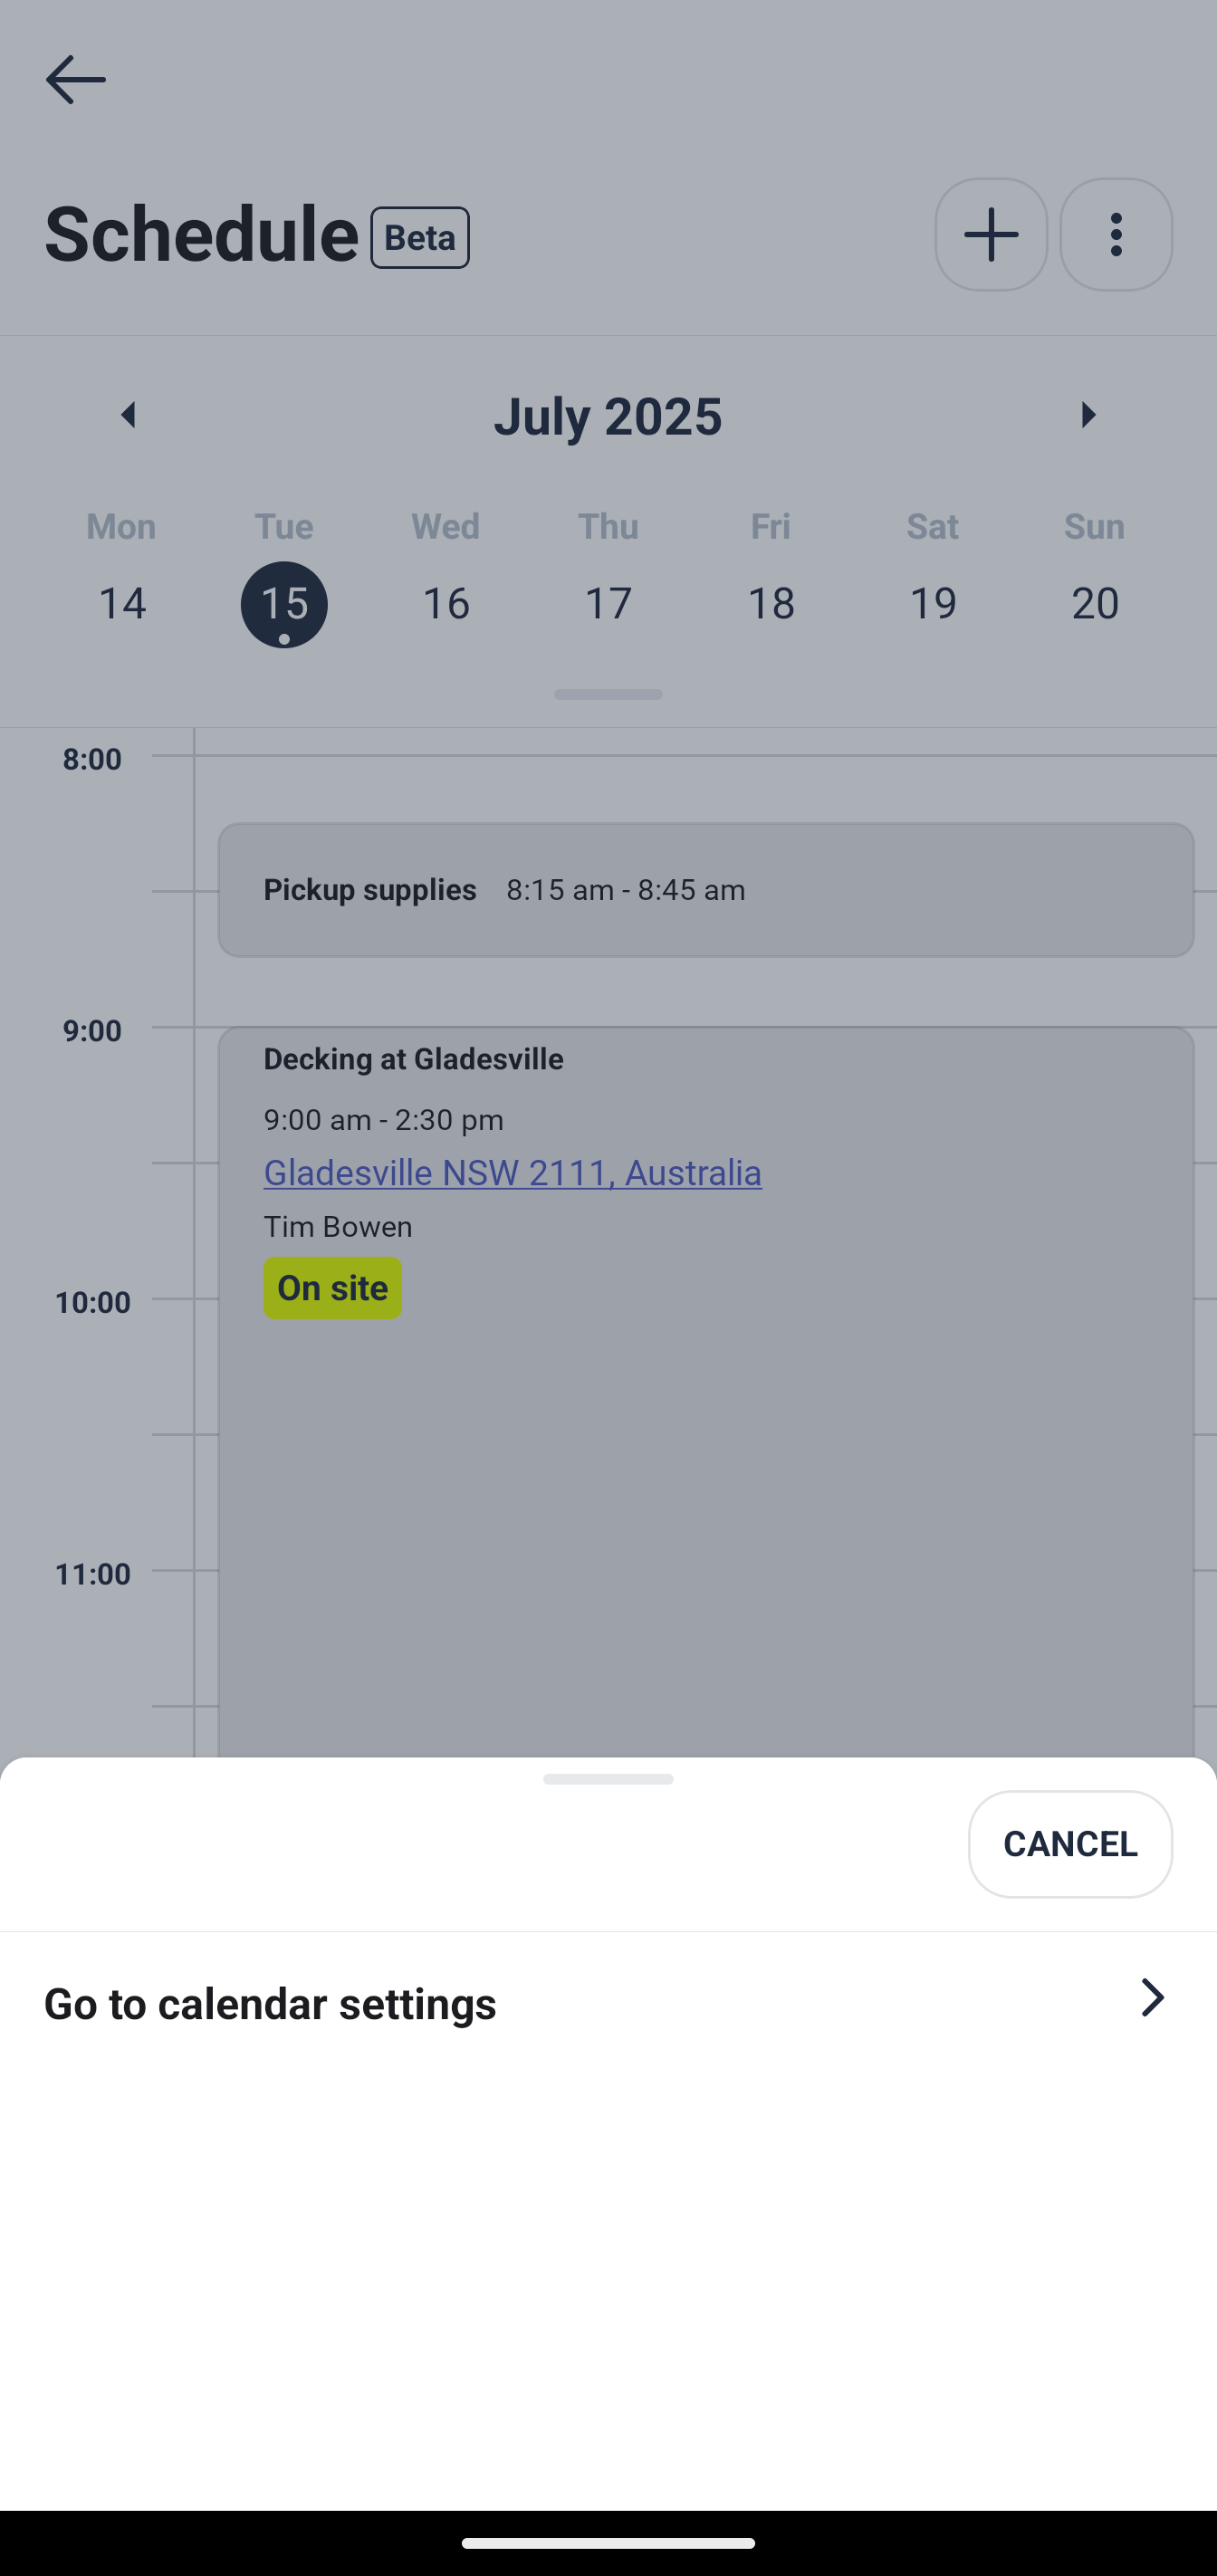 Schedule Beta
July 2025
Mon Tue Wed Thu Fri Sat Sun
14 15 16 17 18 19 20
8:00
Pickup supplies 8:15 am - 8:45 am
9:00
Decking at Gladesville
9:00 am - 2:30 pm
Gladesville NSW 2111, Australia
Tim Bowen
On site
10:00
11:00
CANCEL
Go to calendar settings